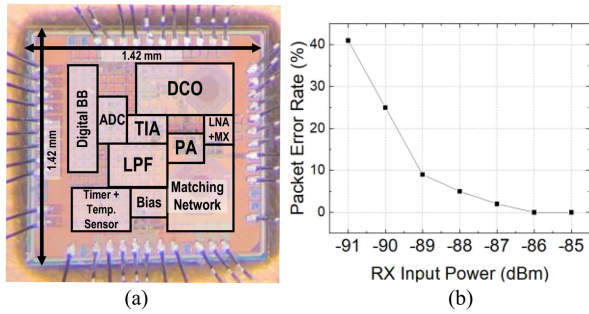 1.42 mm
1.42 mm
Digital BB
DCO
ADC
TIA
LNA
+MX
PA
LPF
Timer +
Temp.
Sensor
Bias
Matching
Network
(a)
Packet Error Rate (%)
40
30
20
10
0
-91 -90 -89 -88 -87 -86 -85
RX Input Power (dBm)
(b)